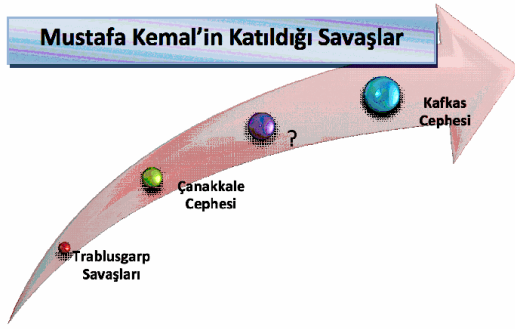 Mustafa Kemal’in Katıldığı Savaşlar
Kafkas
Cephesi
?
Çanakkale
Cephesi
Trablusgarp
Savaşları